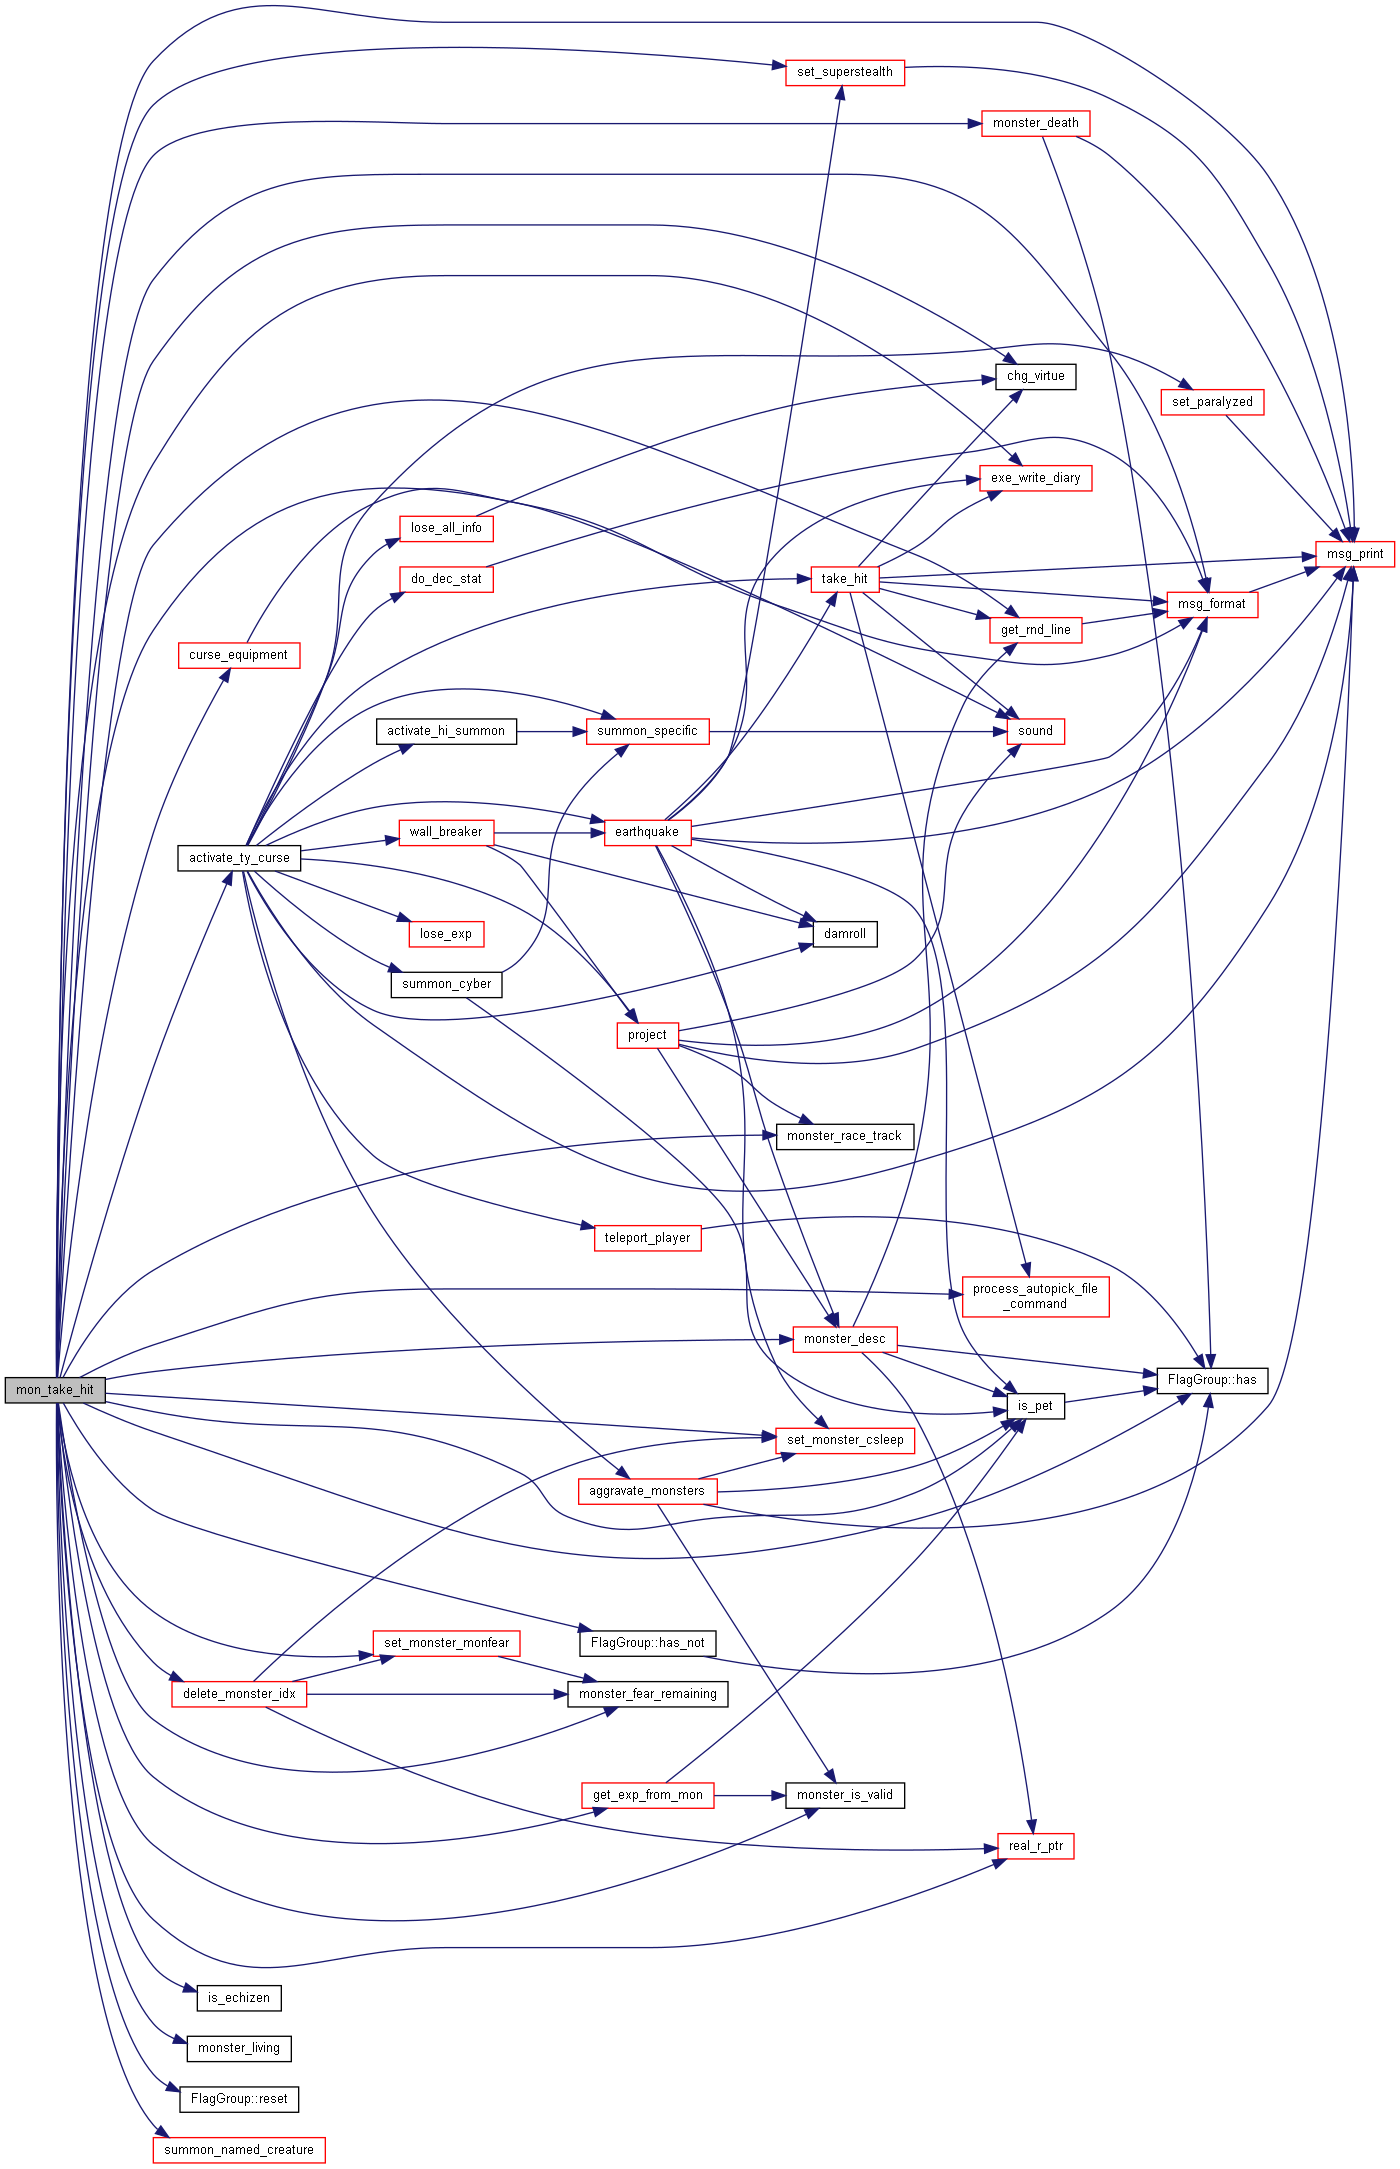 set_superstealth
monster_death
chg_virtue
set_paralyzed
exe_write_diary
lose_all_info
msg_print
do_dec_stat
take_hit
msg_format
get_rnd_line
curse_equipment
activate_hi_summon
summon_specific
sound
wall_breaker
earthquake
activate_ty_curse
lose_exp
damroll
summon_cyber
project
monster_race_track
teleport_player
process_autopick_file
_command
monster_desc
FlagGroup::has
mon_take_hit
is_pet
set_monster_csleep
aggravate_monsters
set_monster_monfear
FlagGroup::has_not
delete_monster_idx
monster_fear_remaining
get_exp_from_mon
monster_is_valid
real_r_ptr
is_echizen
monster_living
FlagGroup::reset
summon_named_creature